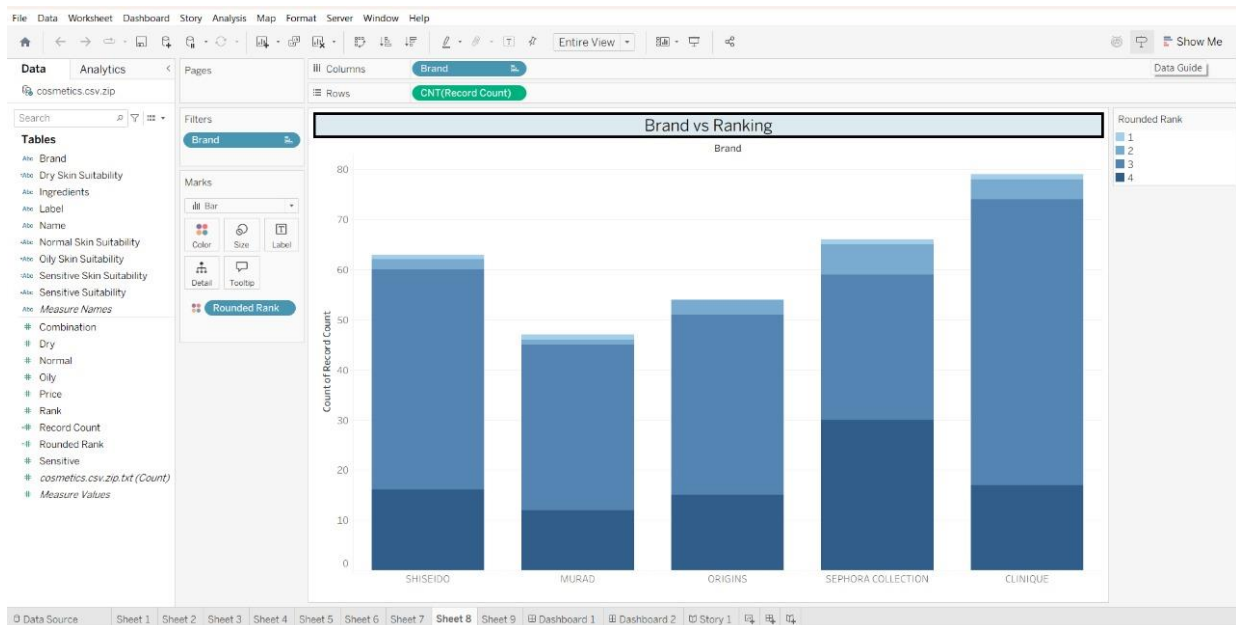 File Data Worksheet Dashboard Story Analysis Map Format Server Window Help
Entire View
Show Me
Data Analytics
Pages
Columns
Brand
Data Guide
cosmetics.csv.zip
Rows
CNT(Record Count)
Search
Filters
Brand vs Ranking
Rounded Rank
Tables
Brand
Brand
1
2
3
4
Brand
Dry Skin Suitability
Ingredients
Label
Name
Normal Skin Suitability
Oily Skin Suitability
Sensitive Skin Suitability
Sensitive Suitability
Measure Names
Combination
Dry
Normal
Oily
Price
Rank
Record Count
Rounded Rank
Sensitive
cosmetics.csv.zip.txt (Count)
Measure Values
Marks
Bar
Color Size Label
Detail Tooltip
Rounded Rank
Count of Record Count
80
70
60
50
40
30
20
10
0
SHISEIDO MURAD ORIGINS SEPHORA COLLECTION CLINIQUE
Data Source Sheet 1 Sheet 2 Sheet 3 Sheet 4 Sheet 5 Sheet 6 Sheet 7 Sheet 8 Sheet 9 Dashboard 1 Dashboard 2 Story 1